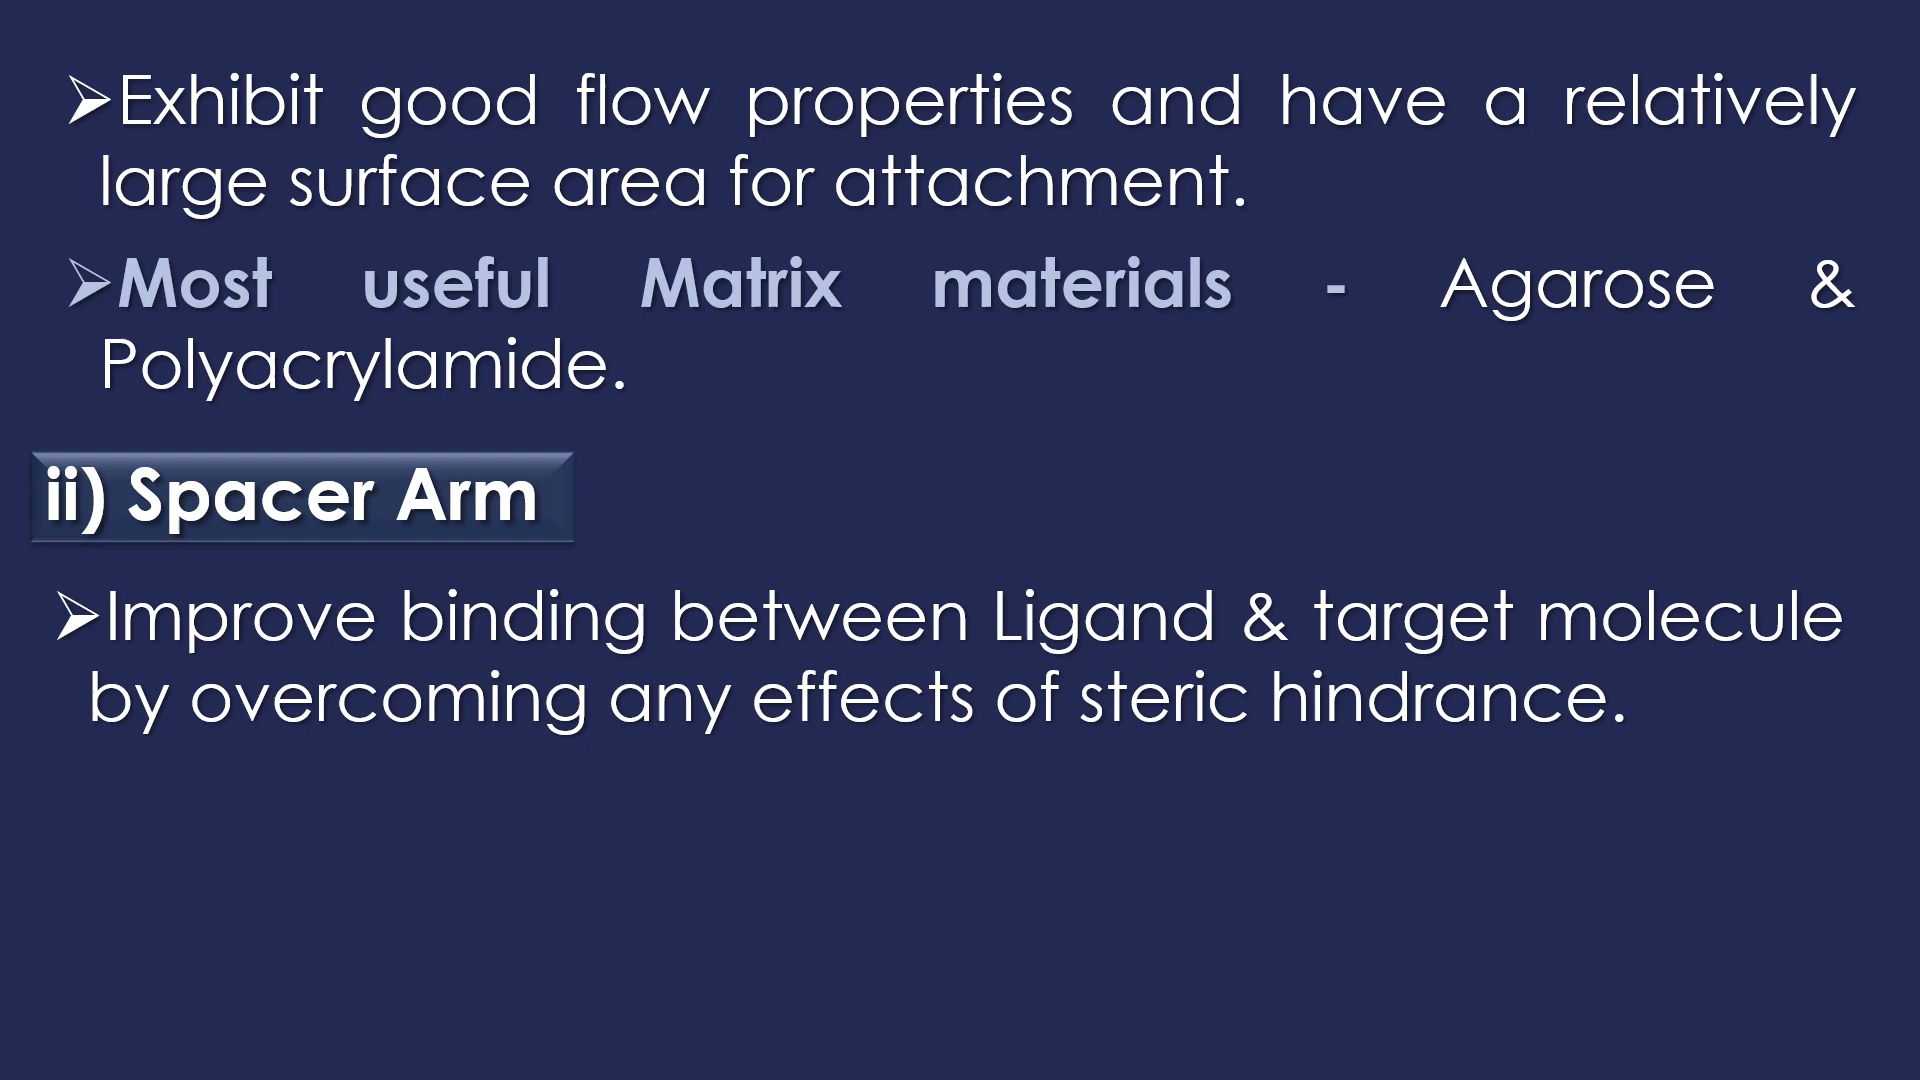 ➢Exhibit good flow properties and have a relatively
large surface area for attachment.
➢Most useful Matrix materials - Agarose &
Polyacrylamide.
ii) Spacer Arm
➢Improve binding between Ligand & target molecule
by overcoming any effects of steric hindrance.